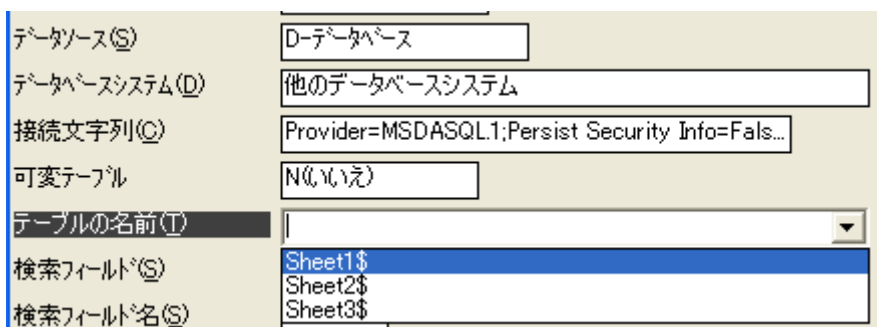 ﾃﾞｰﾀｿｰｽ(S) D-ﾃﾞｰﾀﾍﾞｰｽ
ﾃﾞｰﾀﾍﾞｰｽｼｽﾃﾑ(D) 他のデータベースシステム
接続文字列(C) Provider=MSDASQL.1;Persist Security Info=Fals...
可変ﾃｰﾌﾞﾙ N(いいえ)
テーブルの名前(T)
検索ﾌｨｰﾙﾄﾞ(S) Sheet1$
Sheet2$
検索ﾌｨｰﾙﾄﾞ名(S) Sheet3$